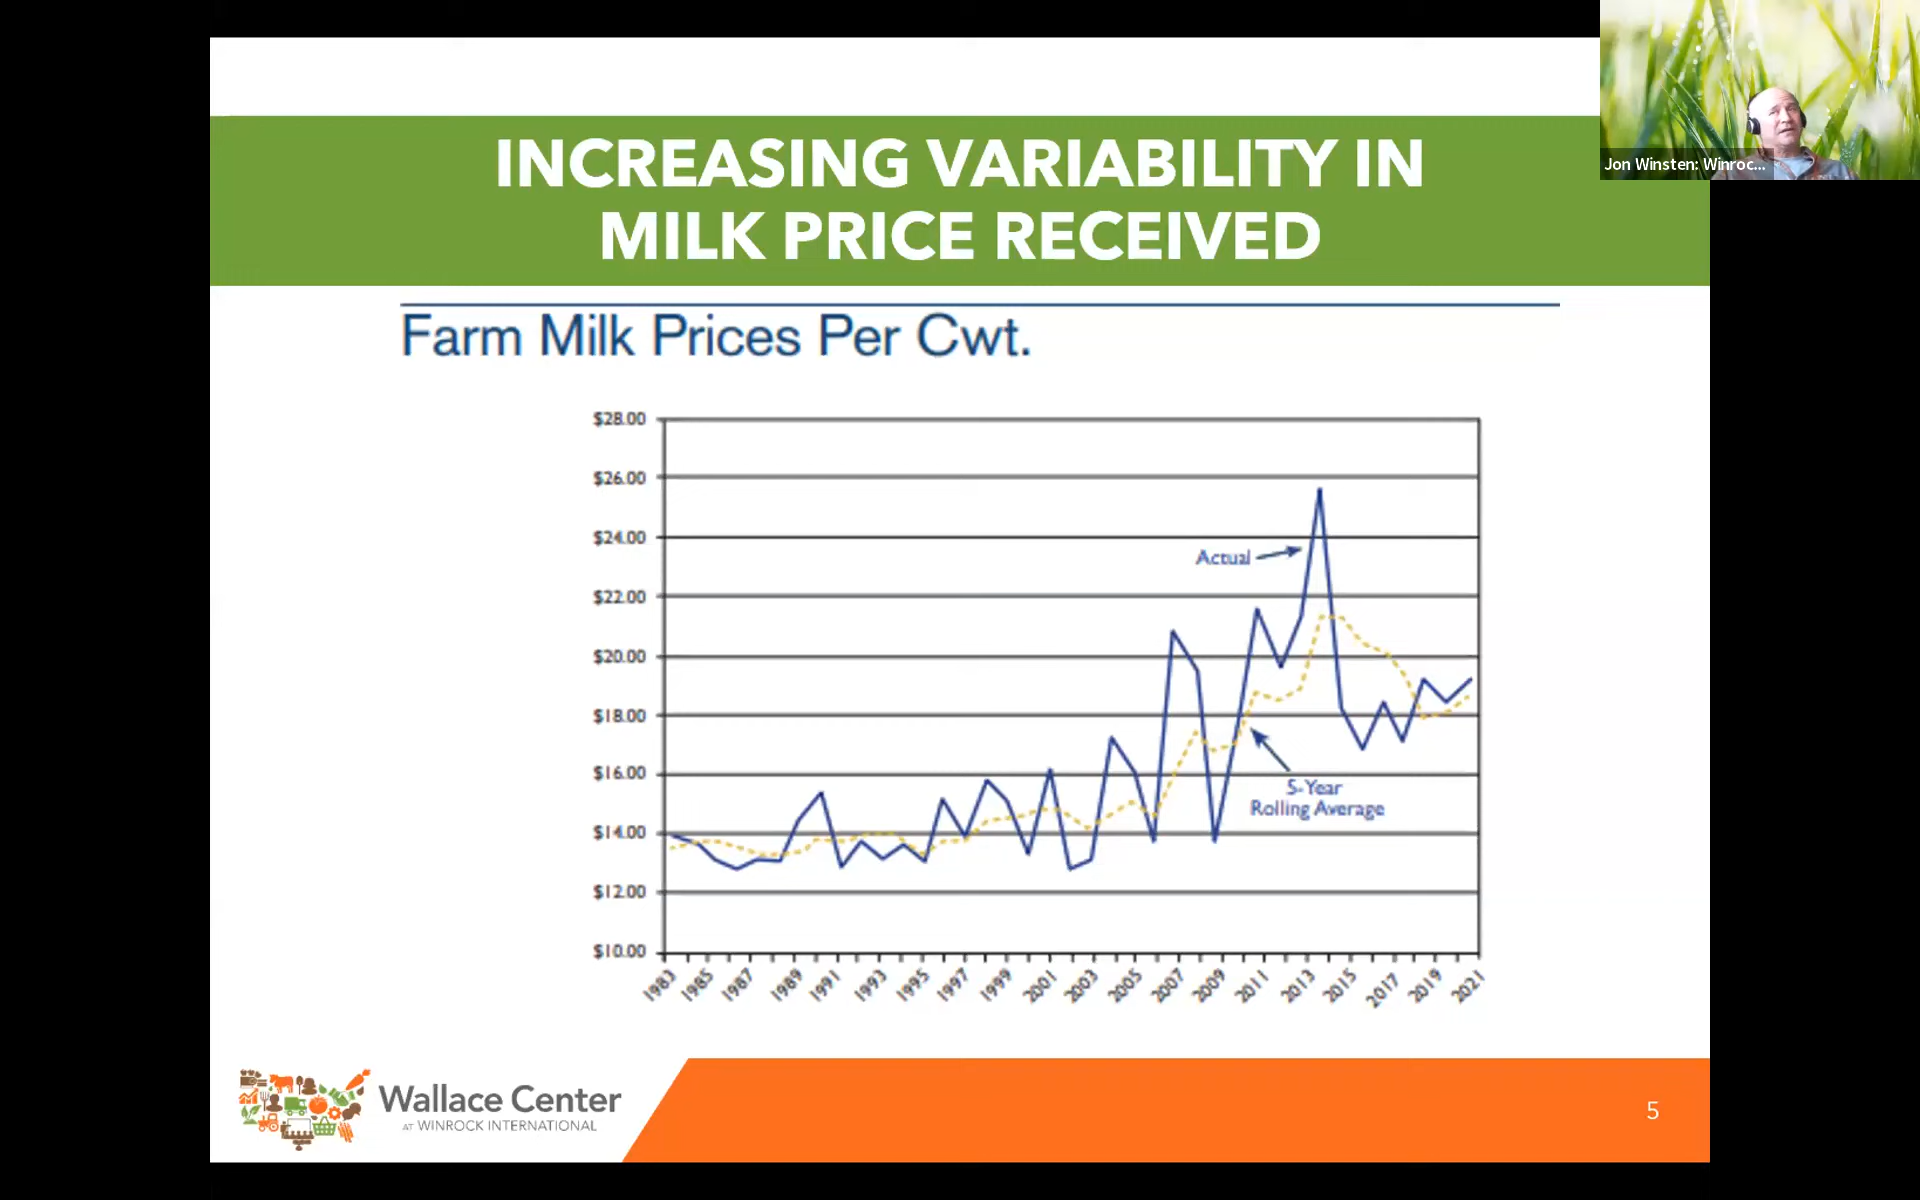 Jon Winsten: Winroc...
INCREASING VARIABILITY IN
MILK PRICE RECEIVED
Farm Milk Prices Per Cwt.
$28.00
$26.00
$24.00
$22.00
$20.00
$18.00
$16.00
$14.00
$12.00
$10.00
Actual
5-Year
Rolling Average
1983 1985 1987 1989 1991 1993 1995 1997 1999 2001 2003 2005 2007 2009 2011 2013 2015 2017 2019 2021
Wallace Center
AT WINROCK INTERNATIONAL
5